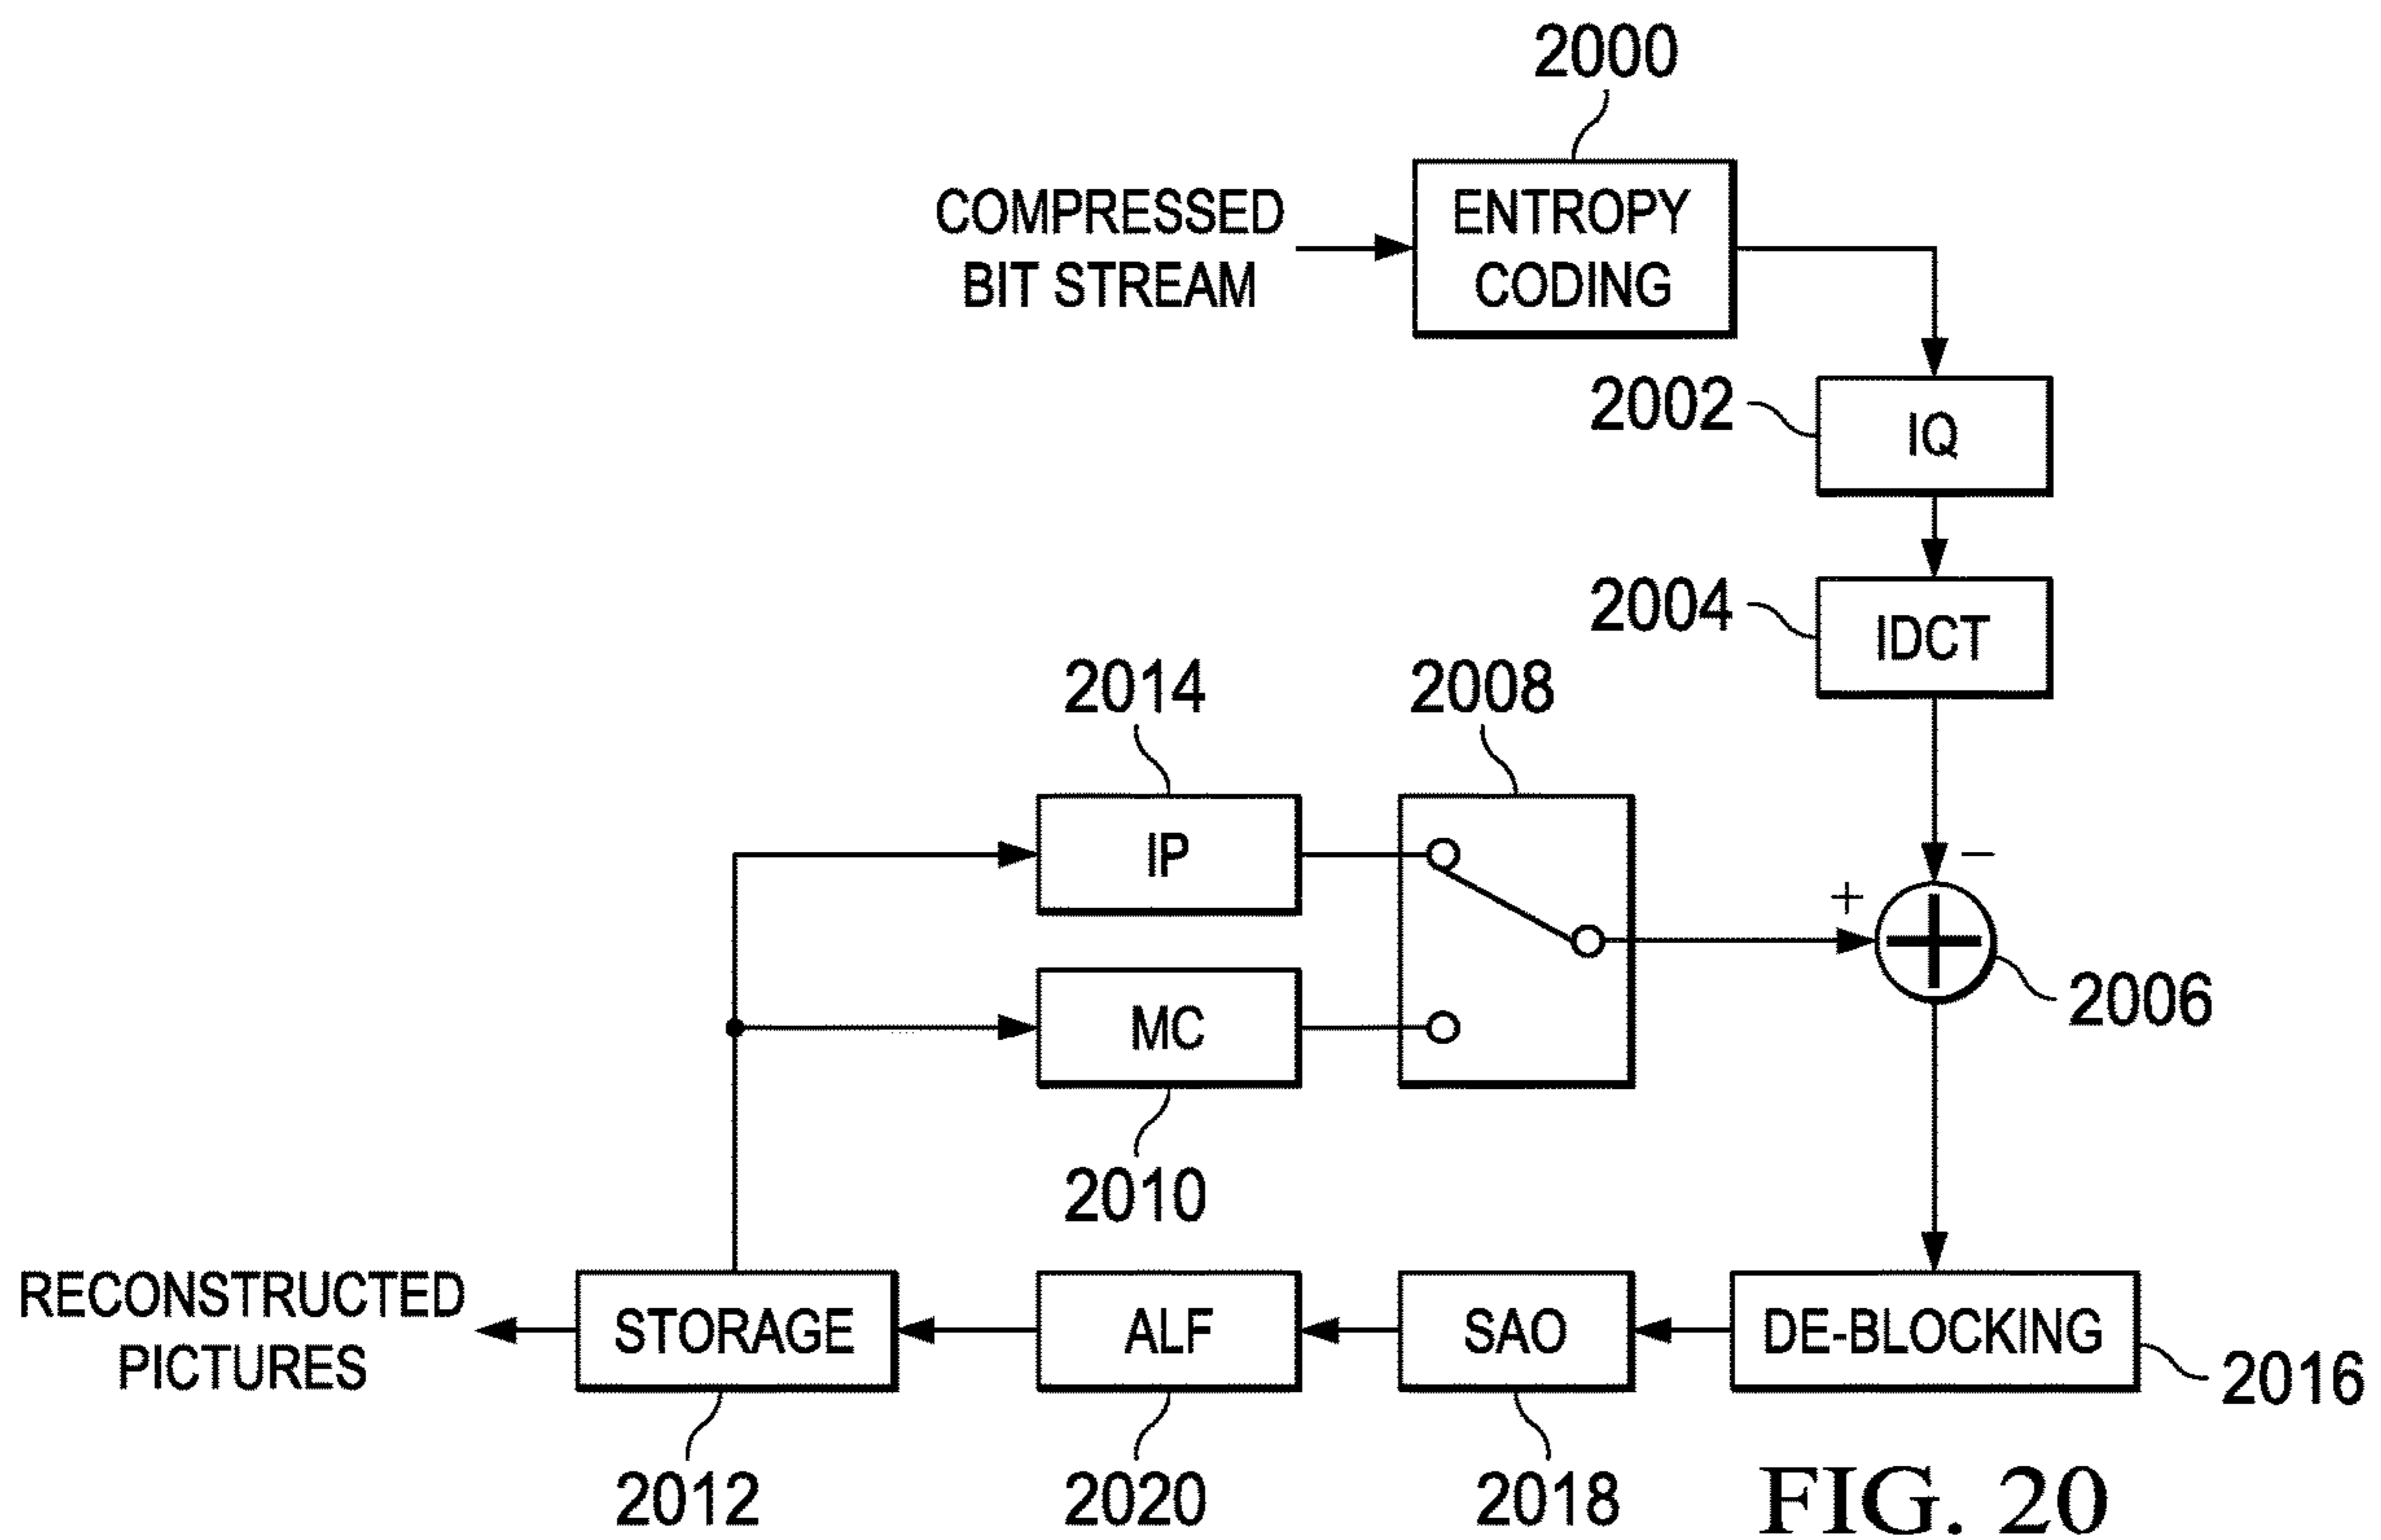 2000
COMPRESSED
BIT STREAM
ENTROPY
CODING
2002
IQ
2004
IDCT
2014
2008
IP
−
+
MC
2006
2010
RECONSTRUCTED
PICTURES
STORAGE
ALF
SAO
DE-BLOCKING
2016
2012
2020
2018
FIG. 20